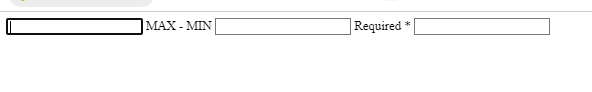 MAX - MIN Required *